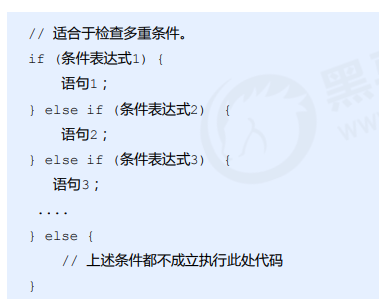 // 适合于检查多重条件。
if (条件表达式1) {
语句1；
} else if (条件表达式2) {
语句2；
} else if (条件表达式3) {
语句3；
....
} else {
// 上述条件都不成立执行此处代码
}
黑
www